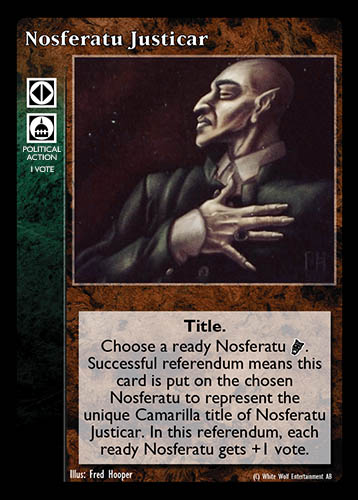 Nosferatu Justicar
POLITICAL
ACTION
1 VOTE
FH
Title.
Choose a ready Nosferatu .
Successful referendum means this
card is put on the chosen
Nosferatu to represent the
unique Camarilla title of Nosferatu
Justicar. In this referendum, each
ready Nosferatu gets +1 vote.
Illus: Fred Hooper
(C) White Wolf Entertainment AB